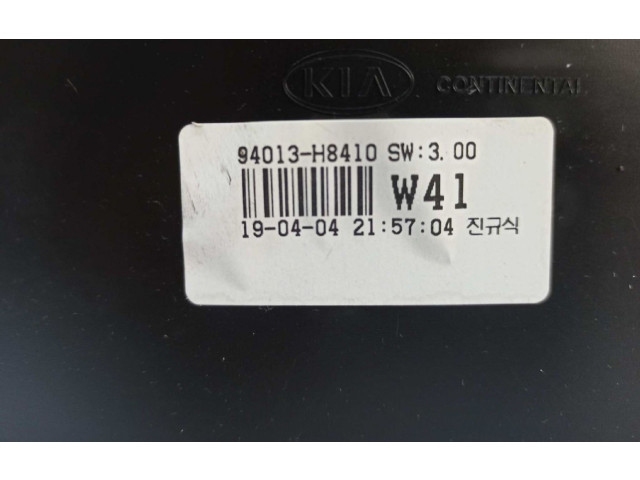 KIA CONTINENTAL
94013-H8410 SW:3.00
W41
19-04-04 21:57:04 진규식